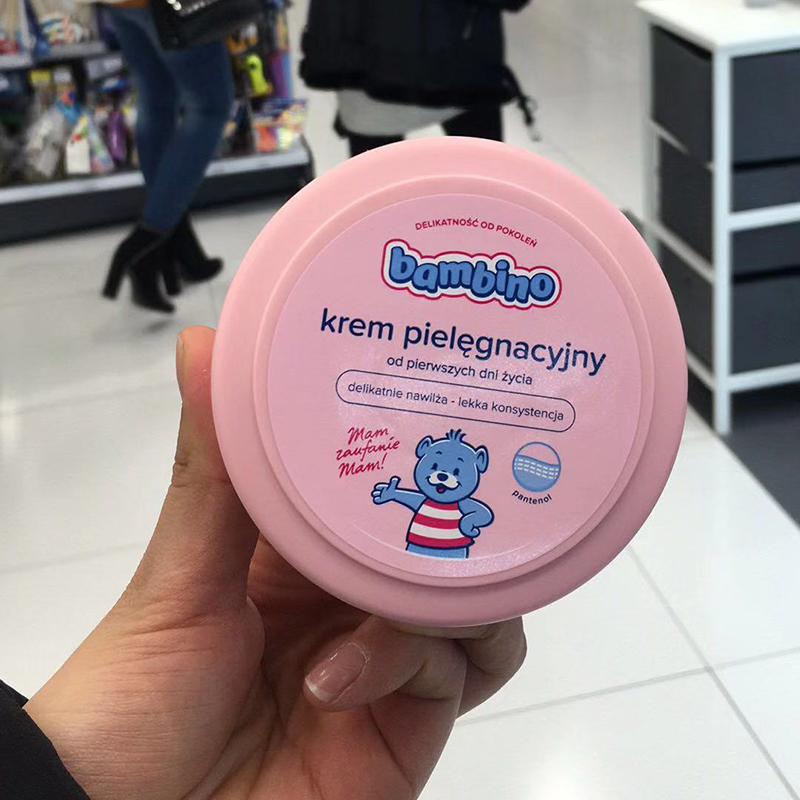 DELIKATNOŚĆ OD POKOLEŃ
bambino
krem pielęgnacyjny
od pierwszych dni życia
delikatnie nawilża - lekka konsystencja
Mam
zaufanie
Mam!
pantenol